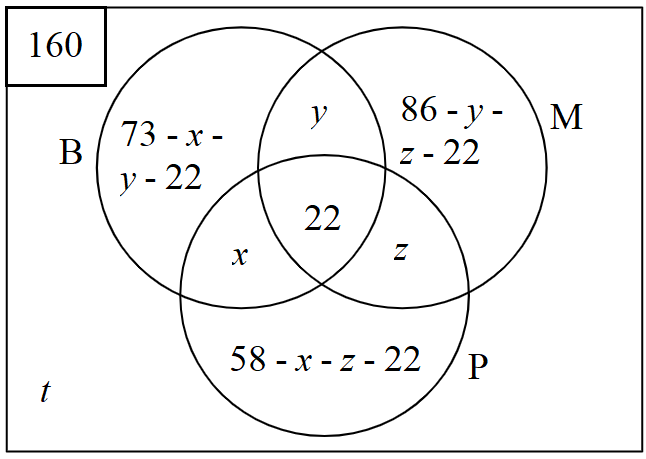 160
y
86 - y -
z - 22
M
B
73 - x -
y - 22
22
x
z
58 - x - z - 22
P
t